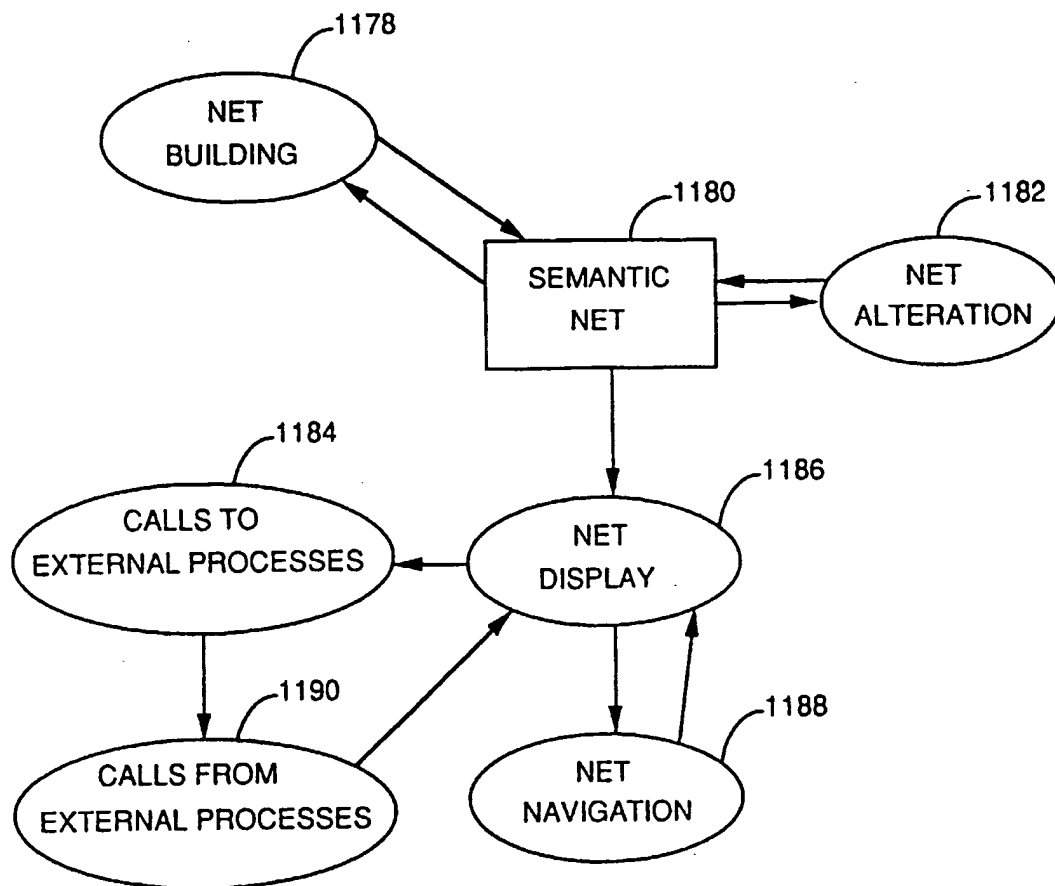 1178
NET
BUILDING
1180
SEMANTIC
NET
1182
NET
ALTERATION
1184
CALLS TO
EXTERNAL PROCESSES
1186
NET
DISPLAY
1190
CALLS FROM
EXTERNAL PROCESSES
1188
NET
NAVIGATION